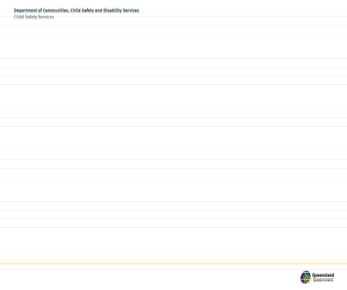 Department of Communities, Child Safety and Disability Services
Child Safety Services
Queensland
Government